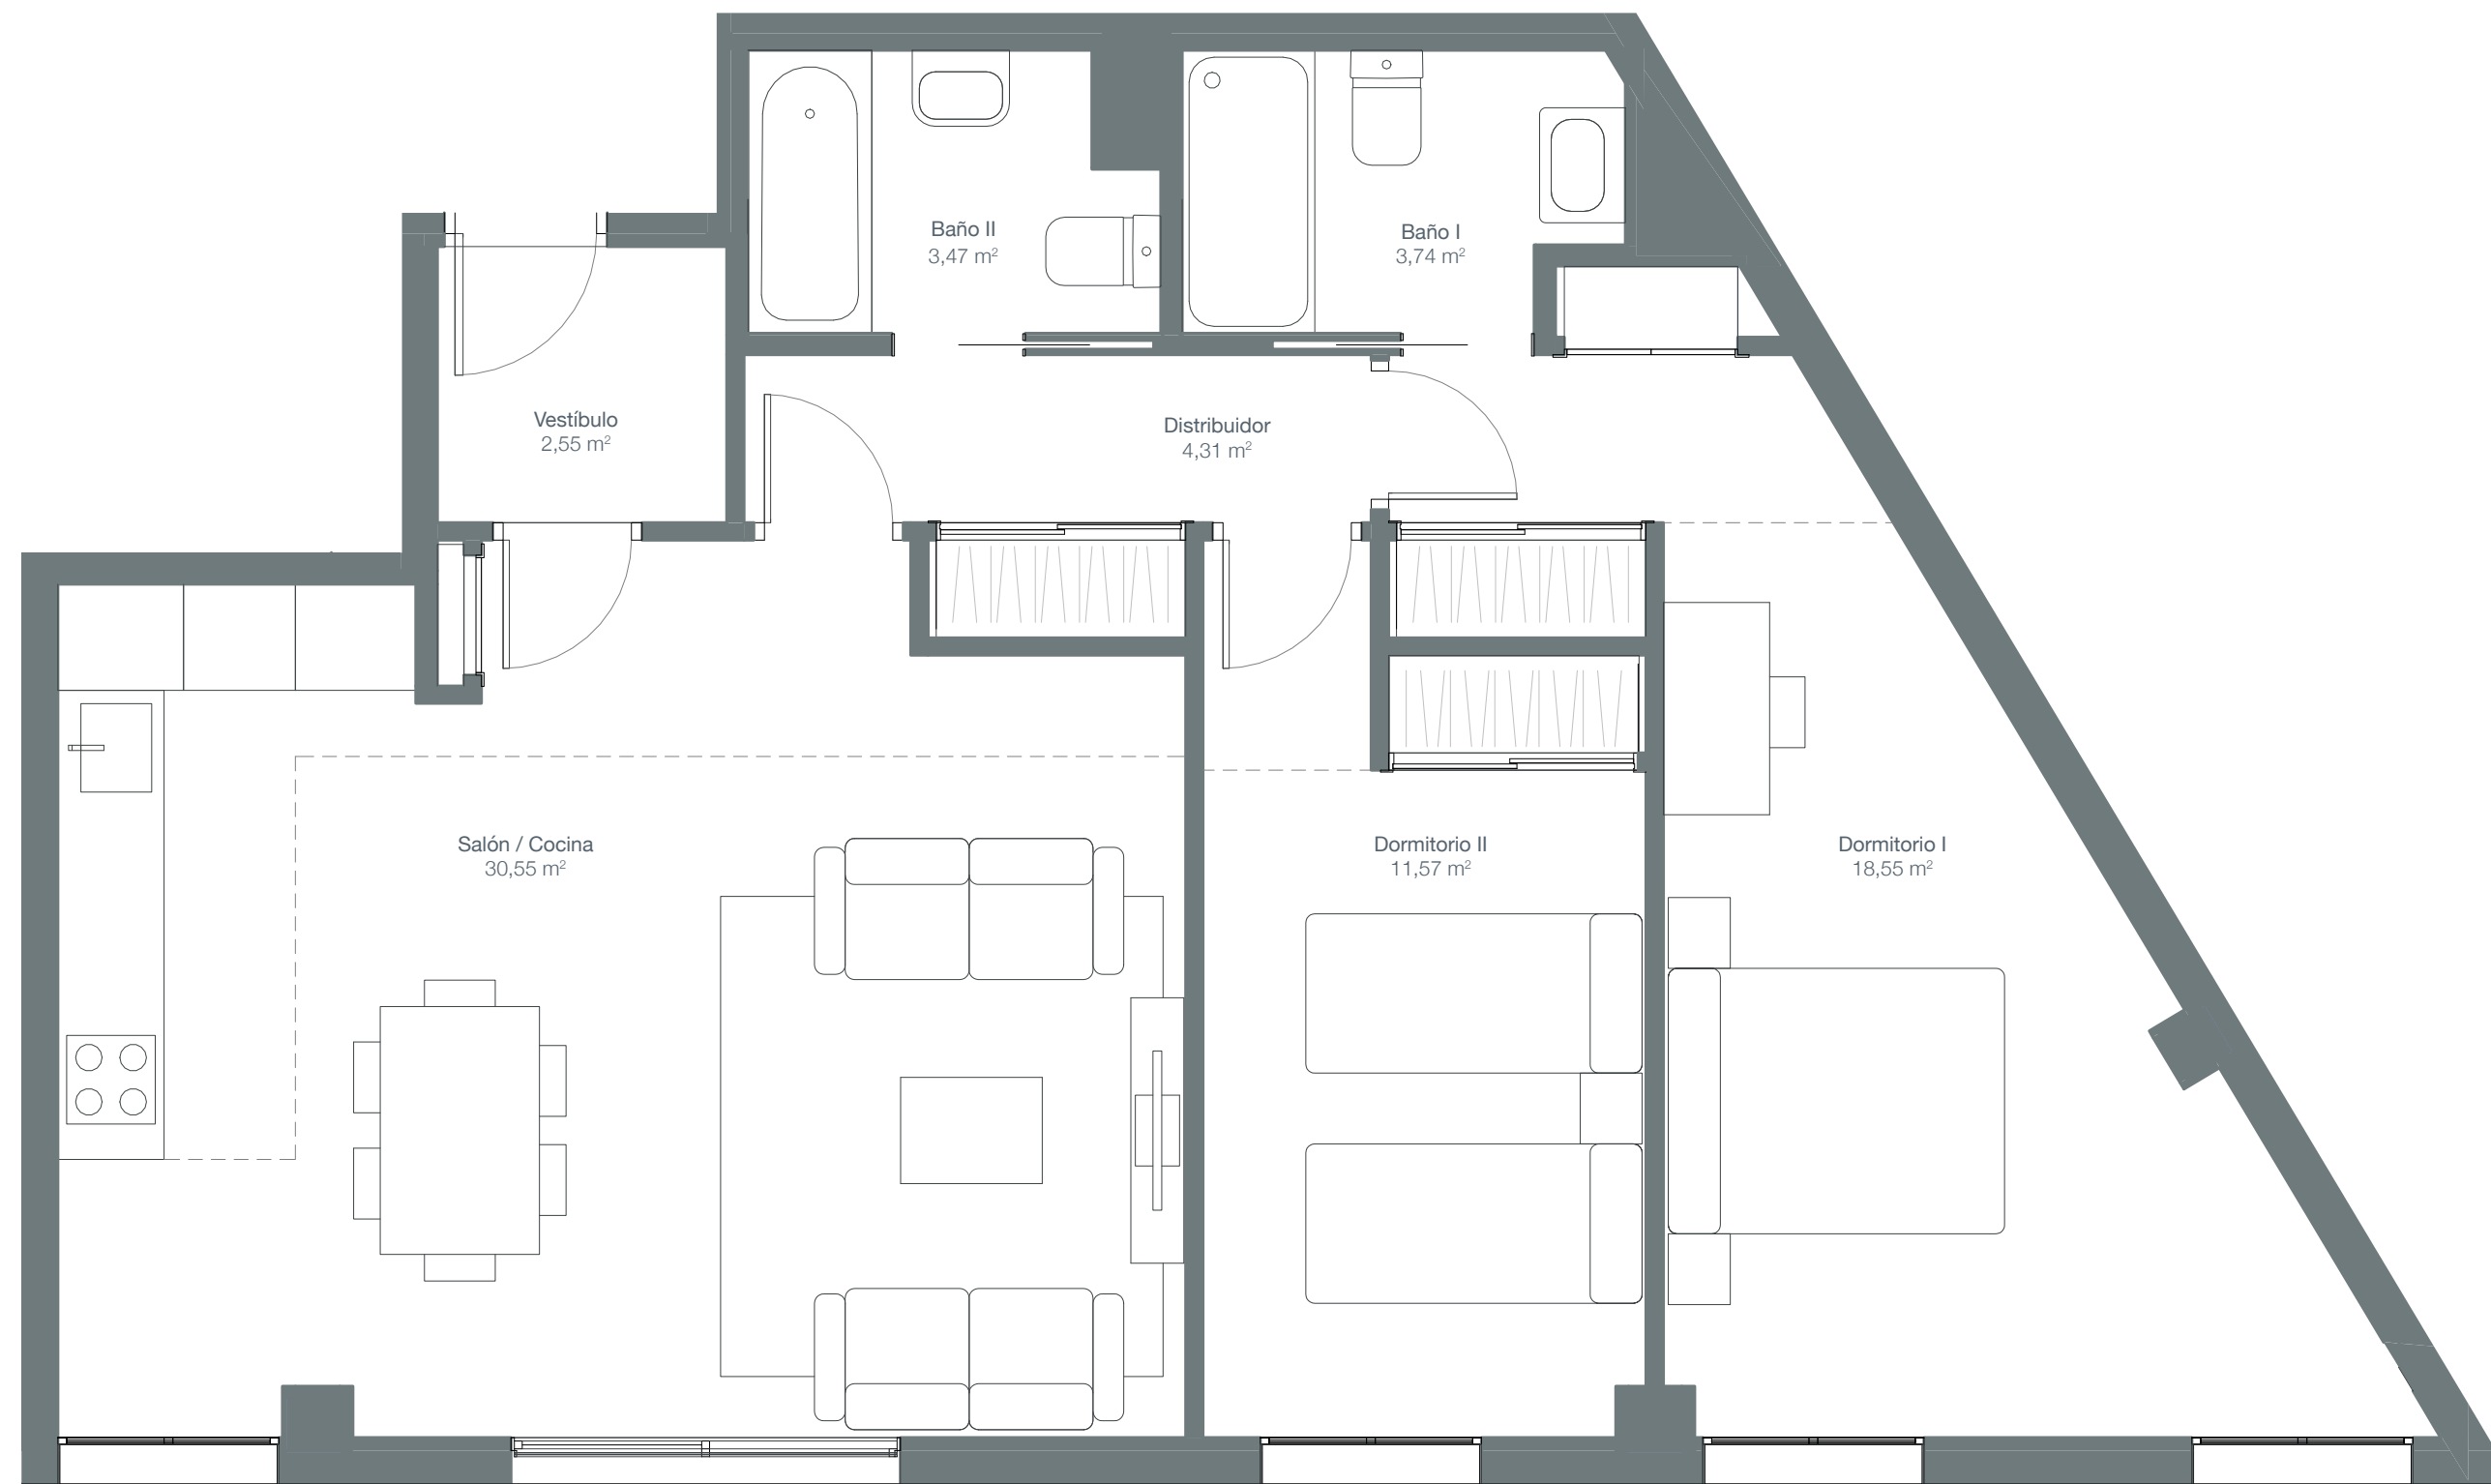 Baño II
3,47 m²
Baño I
3,74 m²
Vestíbulo
2,55 m²
Distribuidor
4,31 m²
Salón / Cocina
30,55 m²
Dormitorio II
11,57 m²
Dormitorio I
18,55 m²